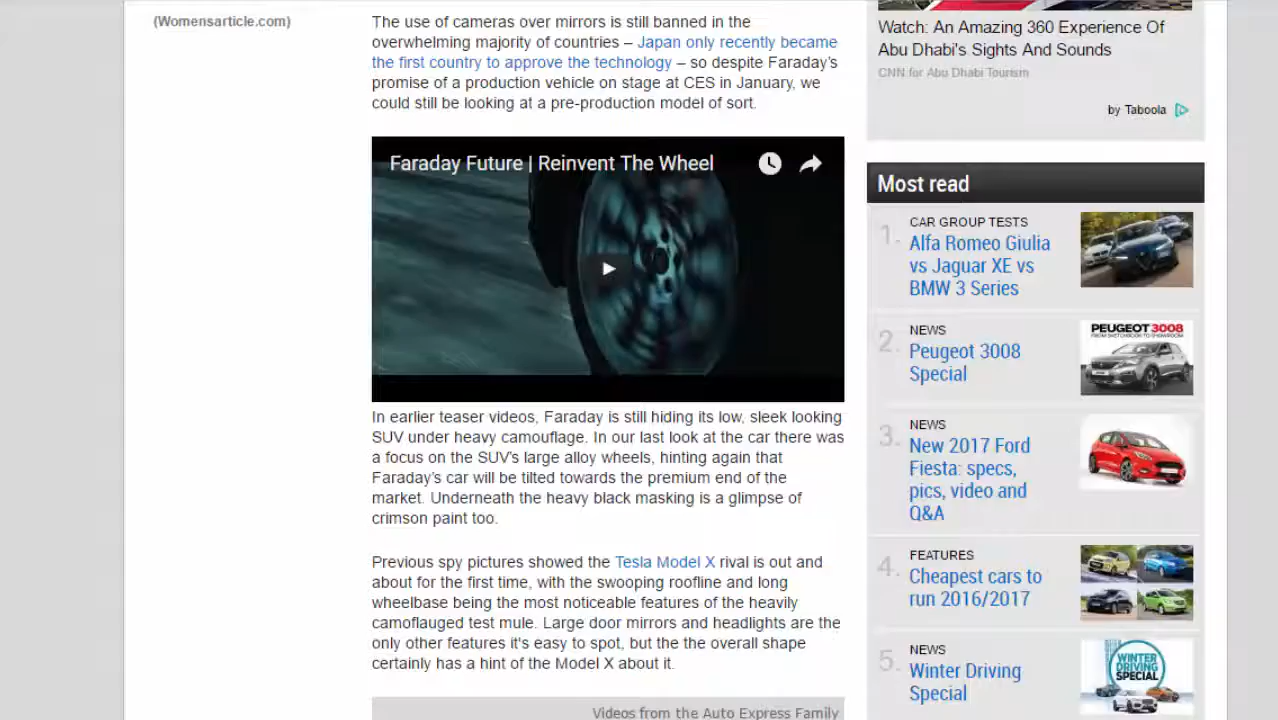 (Womensarticle.com)
The use of cameras over mirrors is still banned in the
overwhelming majority of countries – Japan only recently became
the first country to approve the technology – so despite Faraday's
promise of a production vehicle on stage at CES in January, we
could still be looking at a pre-production model of sort.
Faraday Future | Reinvent The Wheel
In earlier teaser videos, Faraday is still hiding its low, sleek looking
SUV under heavy camouflage. In our last look at the car there was
a focus on the SUV's large alloy wheels, hinting again that
Faraday's car will be tilted towards the premium end of the
market. Underneath the heavy black masking is a glimpse of
crimson paint too.
Previous spy pictures showed the Tesla Model X rival is out and
about for the first time, with the swooping roofline and long
wheelbase being the most noticeable features of the heavily
camoflauged test mule. Large door mirrors and headlights are the
only other features it's easy to spot, but the the overall shape
certainly has a hint of the Model X about it.
Videos from the Auto Express Family
Watch: An Amazing 360 Experience Of
Abu Dhabi's Sights And Sounds
CNN for Abu Dhabi Tourism
by Taboola
Most read
1.
CAR GROUP TESTS
Alfa Romeo Giulia
vs Jaguar XE vs
BMW 3 Series
2.
NEWS
Peugeot 3008
Special
PEUGEOT 3008
3.
NEWS
New 2017 Ford
Fiesta: specs,
pics, video and
Q&A
4.
FEATURES
Cheapest cars to
run 2016/2017
5.
NEWS
Winter Driving
Special
WINTER
DRIVING
SPECIAL